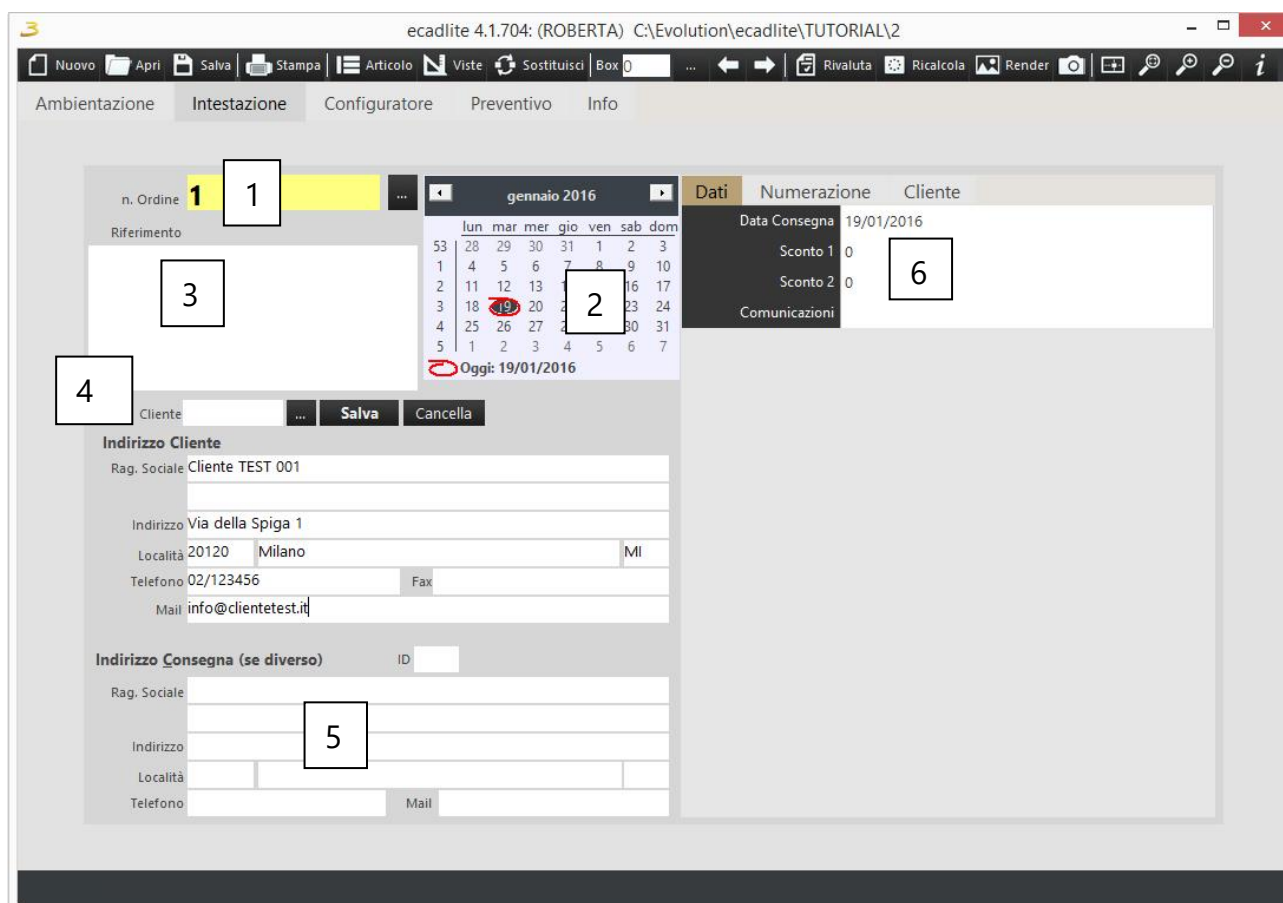 3 ecadlite 4.1.704: (ROBERTA) C:\Evolution\ecadlite\TUTORIAL\2
Nuovo Apri Salva Stampa Articolo Viste Sostituisci Box 0 ... Rivaluta Ricalcola Render i
Ambientazione Intestazione Configuratore Preventivo Info
n. Ordine 1 1 ...
Riferimento
3
gennaio 2016
lun mar mer gio ven sab dom
53 28 29 30 31 1 2 3
1 4 5 6 7 8 9 10
2 11 12 13 16 17
3 18 19 20 23 24
4 25 26 27 30 31
5 1 2 3 4 5 6 7
2
Oggi: 19/01/2016
Dati Numerazione Cliente
Data Consegna 19/01/2016
Sconto 1 0
Sconto 2 0
Comunicazioni
6
4
Cliente ... Salva Cancella
Indirizzo Cliente
Rag. Sociale Cliente TEST 001
Indirizzo Via della Spiga 1
Località 20120 Milano MI
Telefono 02/123456 Fax
Mail info@clientetest.it
Indirizzo Consegna (se diverso) ID
Rag. Sociale
5
Indirizzo
Località
Telefono Mail